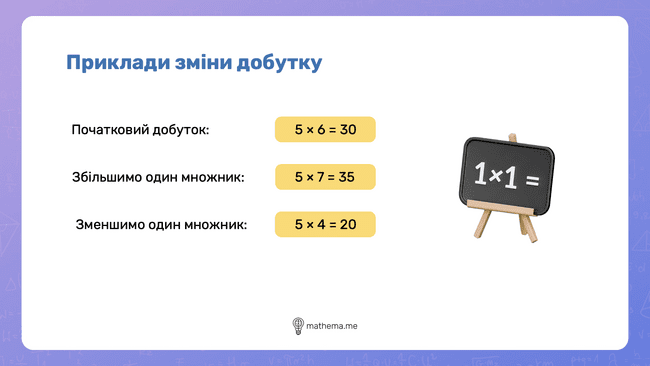 Приклади зміни добутку
Початковий добуток:
5 × 6 = 30
Збільшимо один множник:
5 × 7 = 35
Зменшимо один множник:
5 × 4 = 20
1×1 =
mathema.me